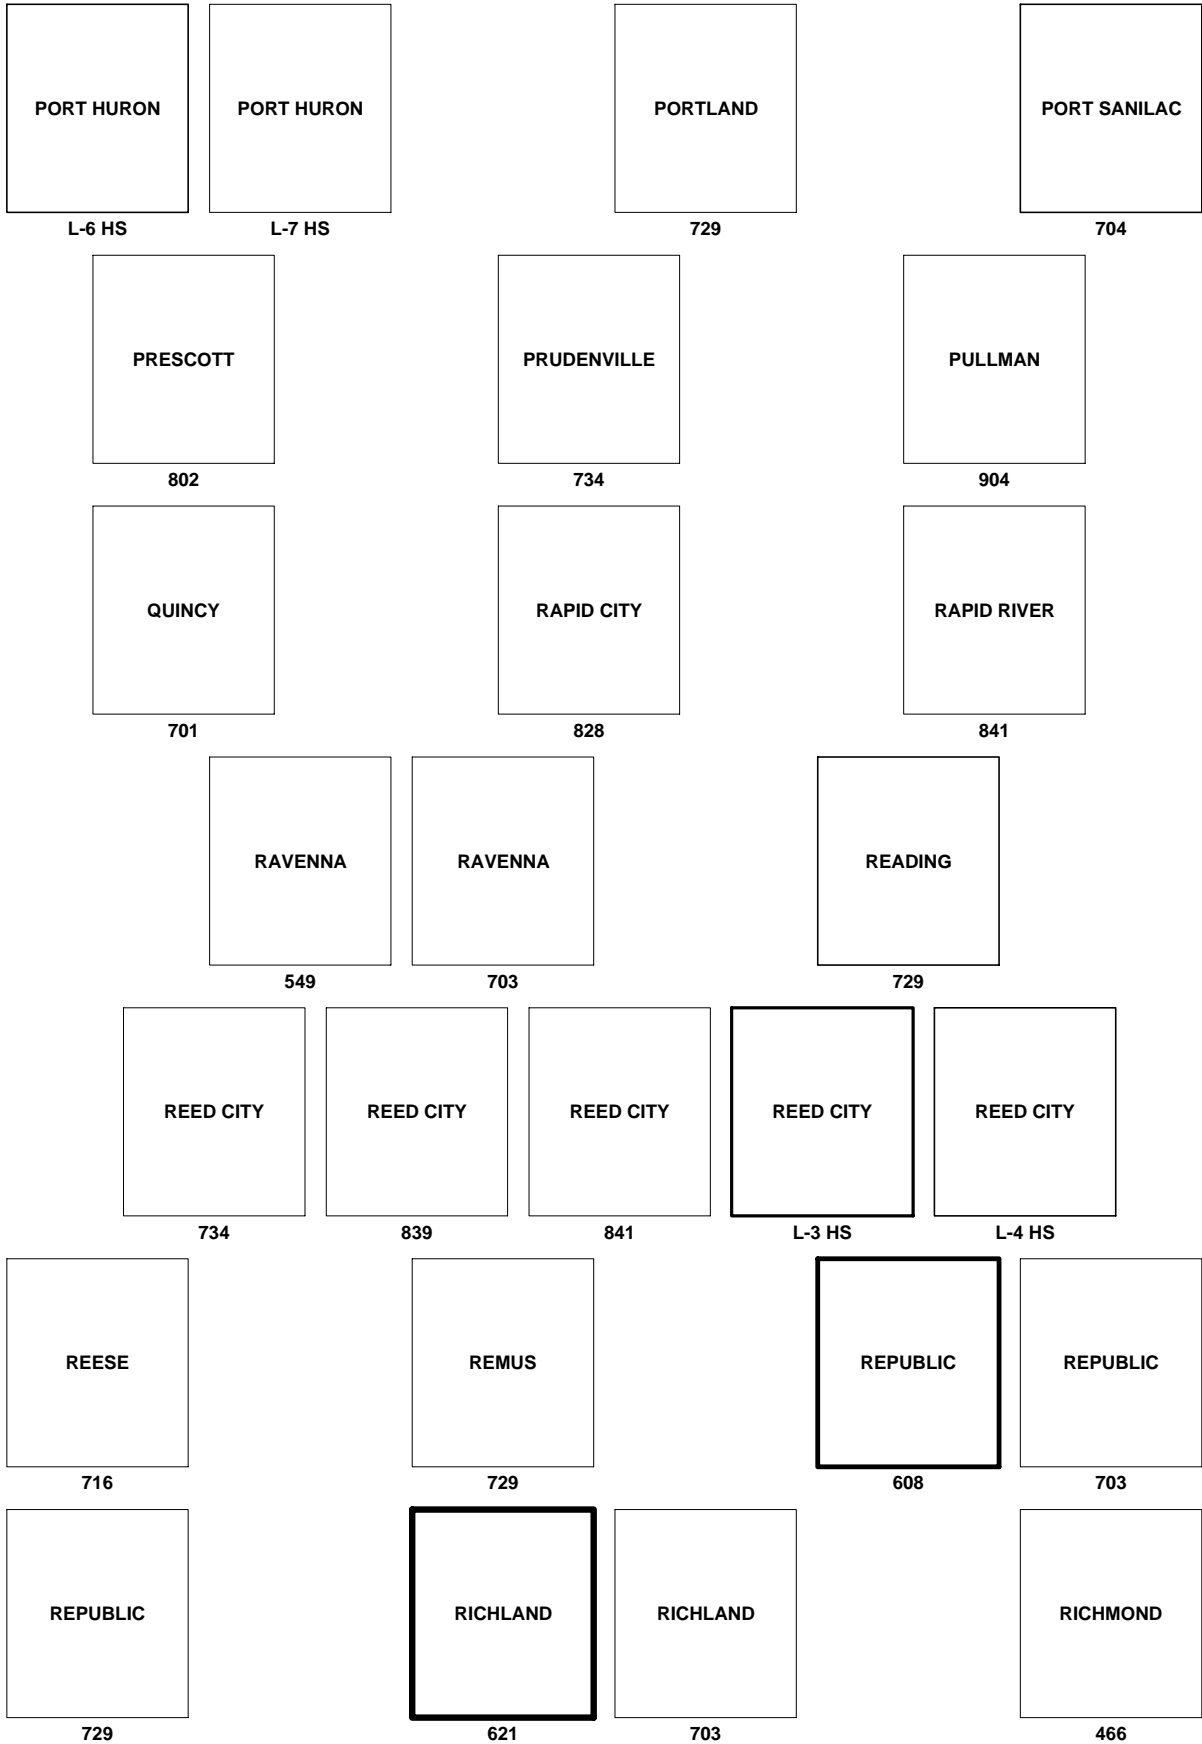 PORT HURON PORT HURON PORTLAND PORT SANILAC
L-6 HS L-7 HS 729 704
PRESCOTT PRUDENVILLE PULLMAN
802 734 904
QUINCY RAPID CITY RAPID RIVER
701 828 841
RAVENNA RAVENNA READING
549 703 729
REED CITY REED CITY REED CITY REED CITY REED CITY
734 839 841 L-3 HS L-4 HS
REESE REMUS REPUBLIC REPUBLIC
716 729 608 703
REPUBLIC RICHLAND RICHLAND RICHMOND
729 621 703 466